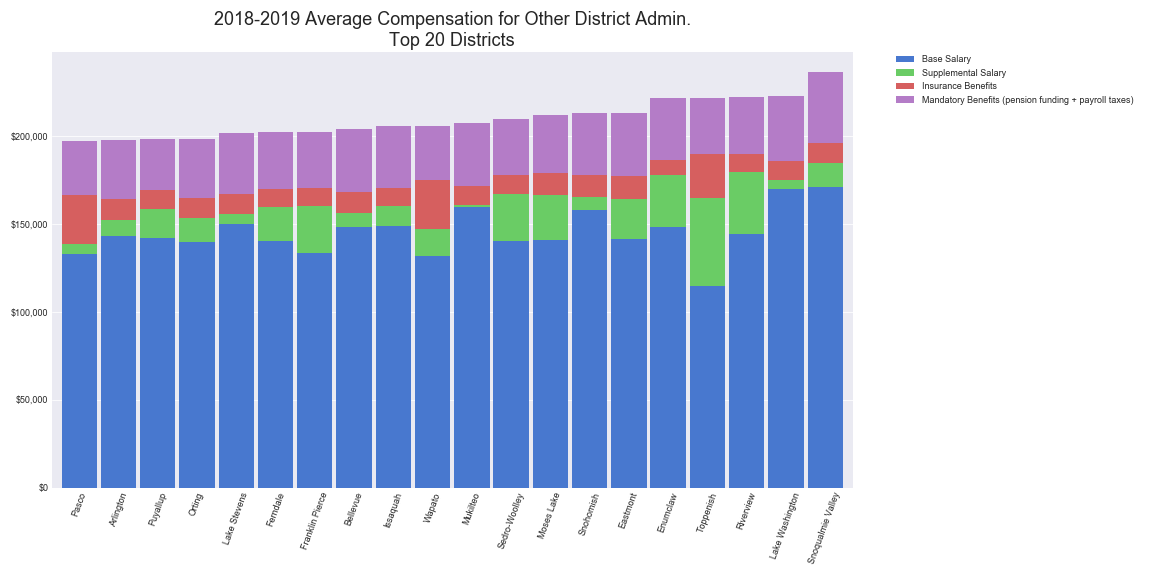 2018-2019 Average Compensation for Other District Admin.
Top 20 Districts
Base Salary
Supplemental Salary
Insurance Benefits
Mandatory Benefits (pension funding + payroll taxes)
$200,000
$150,000
$100,000
$50,000
$0
Pasco
Arlington
Puyallup
Orting
Lake Stevens
Ferndale
Franklin Pierce
Bellevue
Issaquah
Wapato
Mukilteo
Sedro-Woolley
Moses Lake
Snohomish
Eastmont
Enumclaw
Toppenish
Riverview
Lake Washington
Snoqualmie Valley